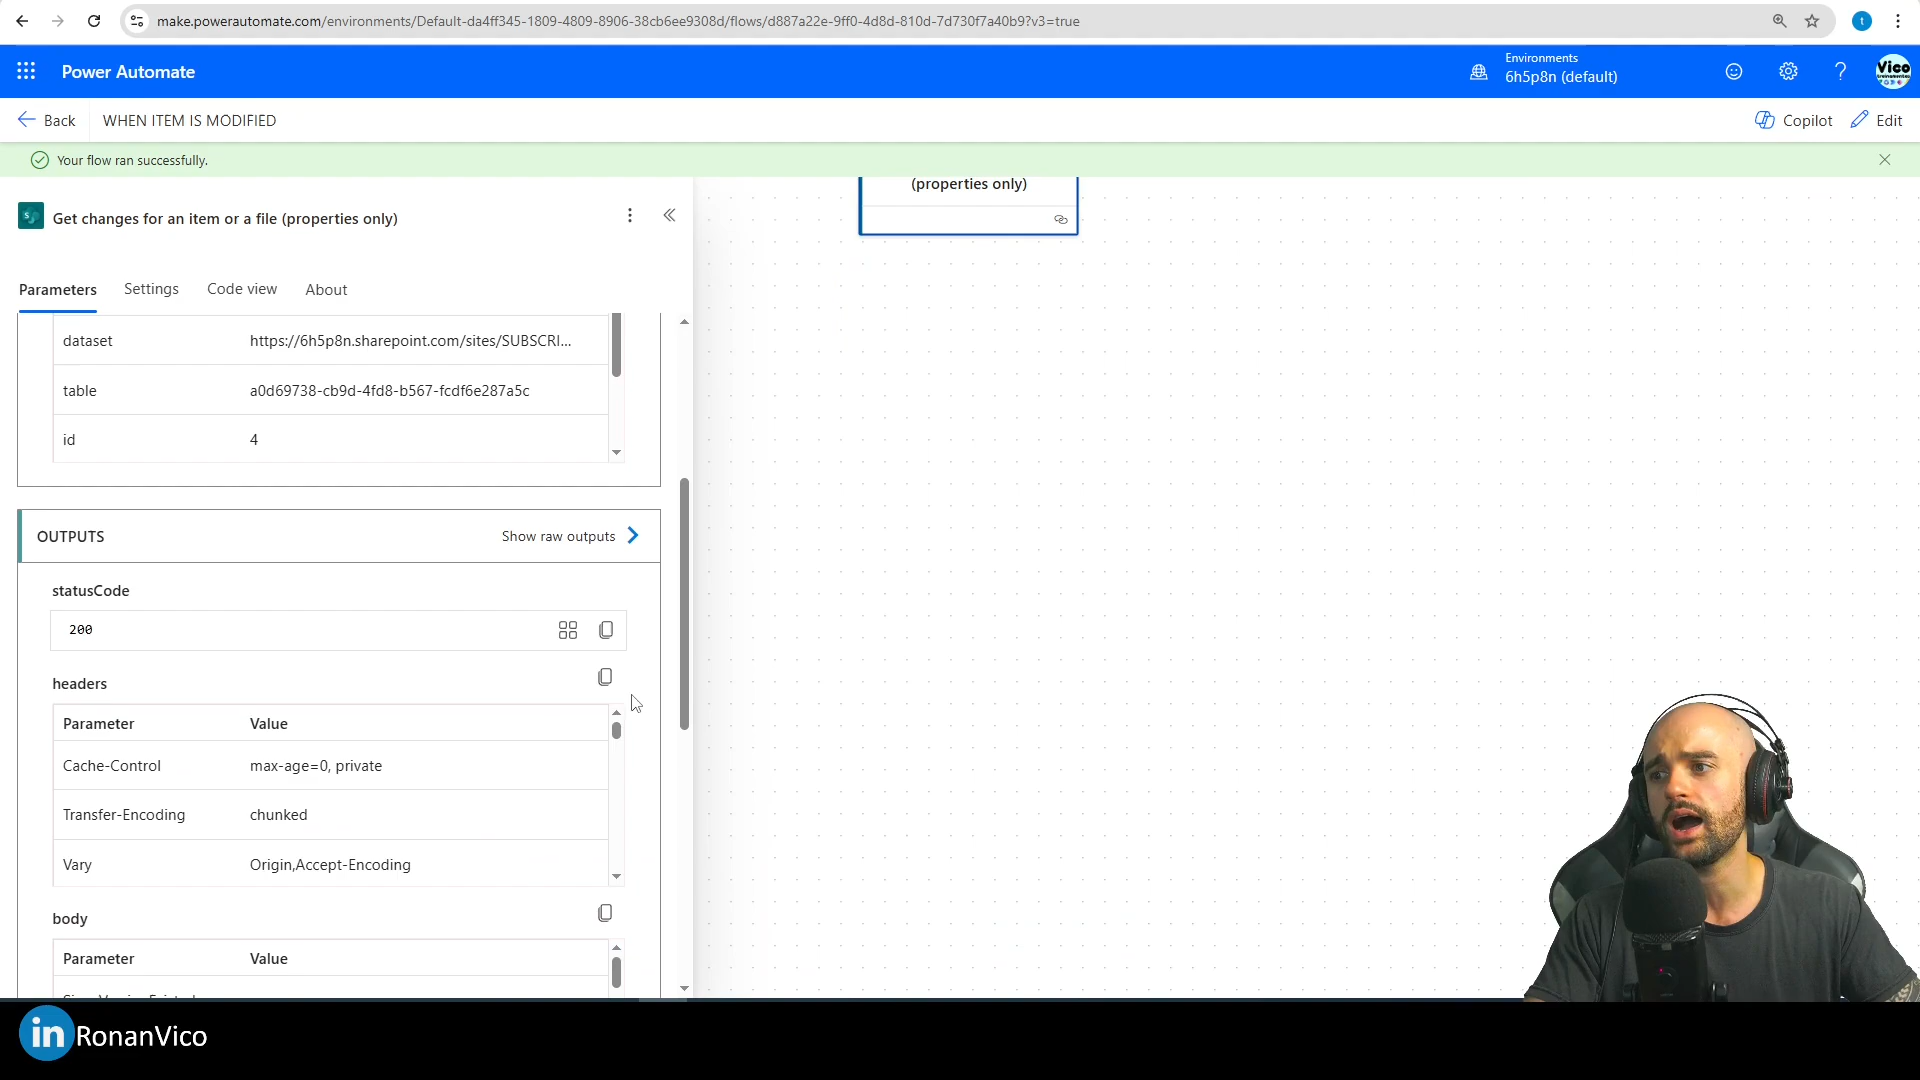 make.powerautomate.com/environments/Default-da4ff345-1809-4809-8906-38cb6ee9308d/flows/d887a22e-9ff0-4d8d-810d-7d730f7a40b9?v3=true
t
Power Automate
Environments
6h5p8n (default)
?
Vico
Back
WHEN ITEM IS MODIFIED
Copilot
Edit
Your flow ran successfully.
(properties only)
Get changes for an item or a file (properties only)
Parameters
Settings
Code view
About
dataset
https://6h5p8n.sharepoint.com/sites/SUBSCRI...
table
a0d69738-cb9d-4fd8-b567-fcdf6e287a5c
id
4
OUTPUTS
Show raw outputs
statusCode
200
headers
Parameter
Value
Cache-Control
max-age=0, private
Transfer-Encoding
chunked
Vary
Origin,Accept-Encoding
body
Parameter
Value
in RonanVico